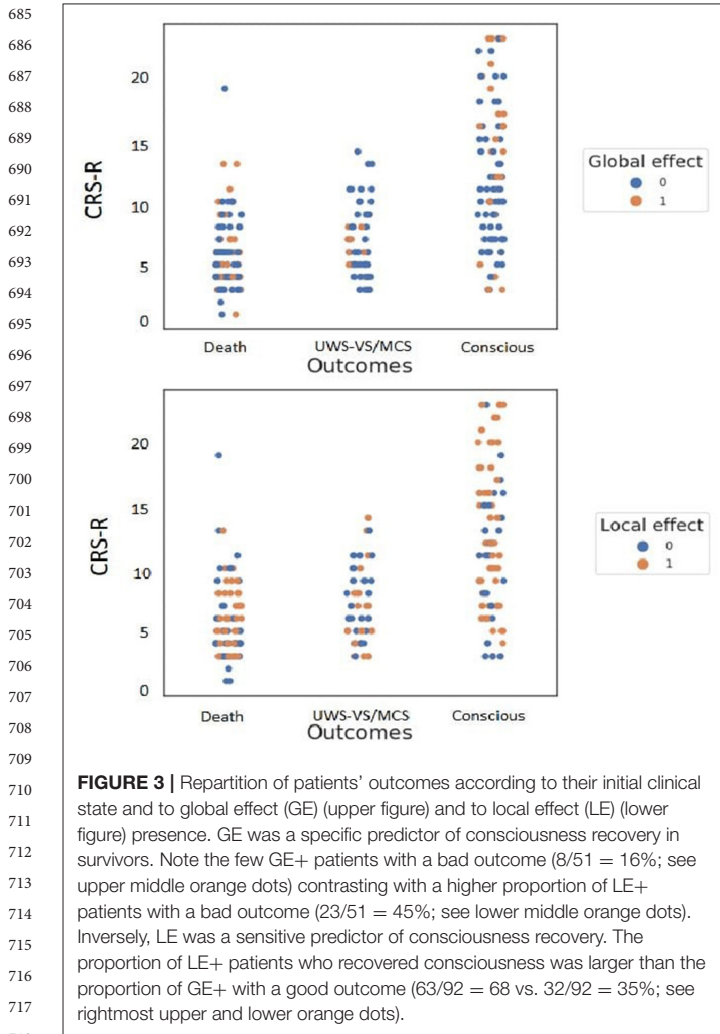 685
686
687
688
689
690
691
692
693
694
695
696
697
698
699
700
701
702
703
704
705
706
707
708
709
710
711
712
713
714
715
716
717
20
15
10
5
0
CRS-R
Death UWS-VS/MCS Conscious
Outcomes
Global effect
0
1
20
15
10
5
0
CRS-R
Death UWS-VS/MCS Conscious
Outcomes
Local effect
0
1
FIGURE 3 | Repartition of patients' outcomes according to their initial clinical
state and to global effect (GE) (upper figure) and to local effect (LE) (lower
figure) presence. GE was a specific predictor of consciousness recovery in
survivors. Note the few GE+ patients with a bad outcome (8/51 = 16%; see
upper middle orange dots) contrasting with a higher proportion of LE+
patients with a bad outcome (23/51 = 45%; see lower middle orange dots).
Inversely, LE was a sensitive predictor of consciousness recovery. The
proportion of LE+ patients who recovered consciousness was larger than the
proportion of GE+ with a good outcome (63/92 = 68 vs. 32/92 = 35%; see
rightmost upper and lower orange dots).